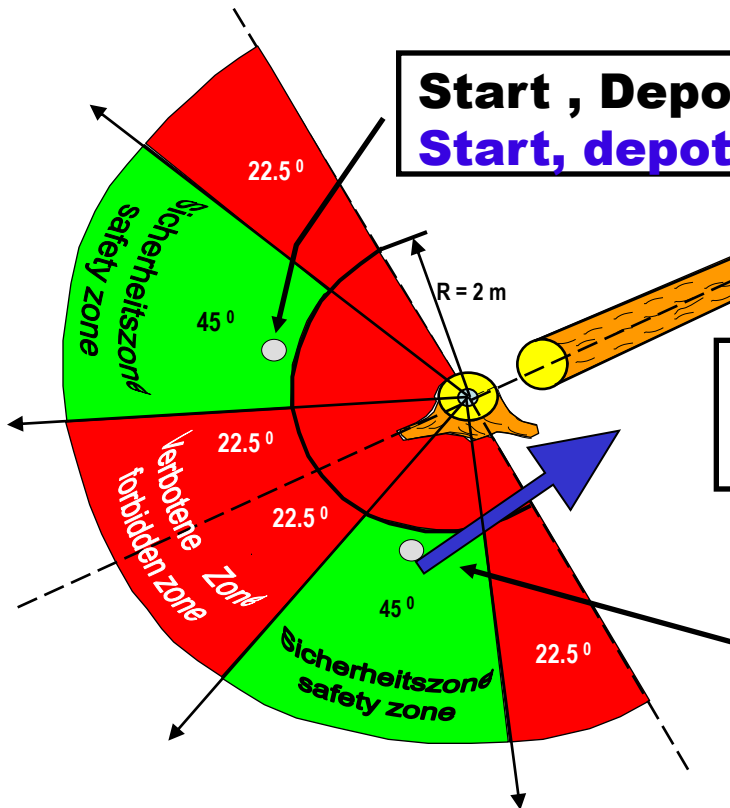 Start , Depo
Start, depot
22.5 ⁰
Sicherheitszone
safety zone
45 ⁰
R = 2 m
22.5 ⁰
Verbotene Zone
forbidden zone
22.5 ⁰
45 ⁰
Sicherheitszone
safety zone
22.5 ⁰